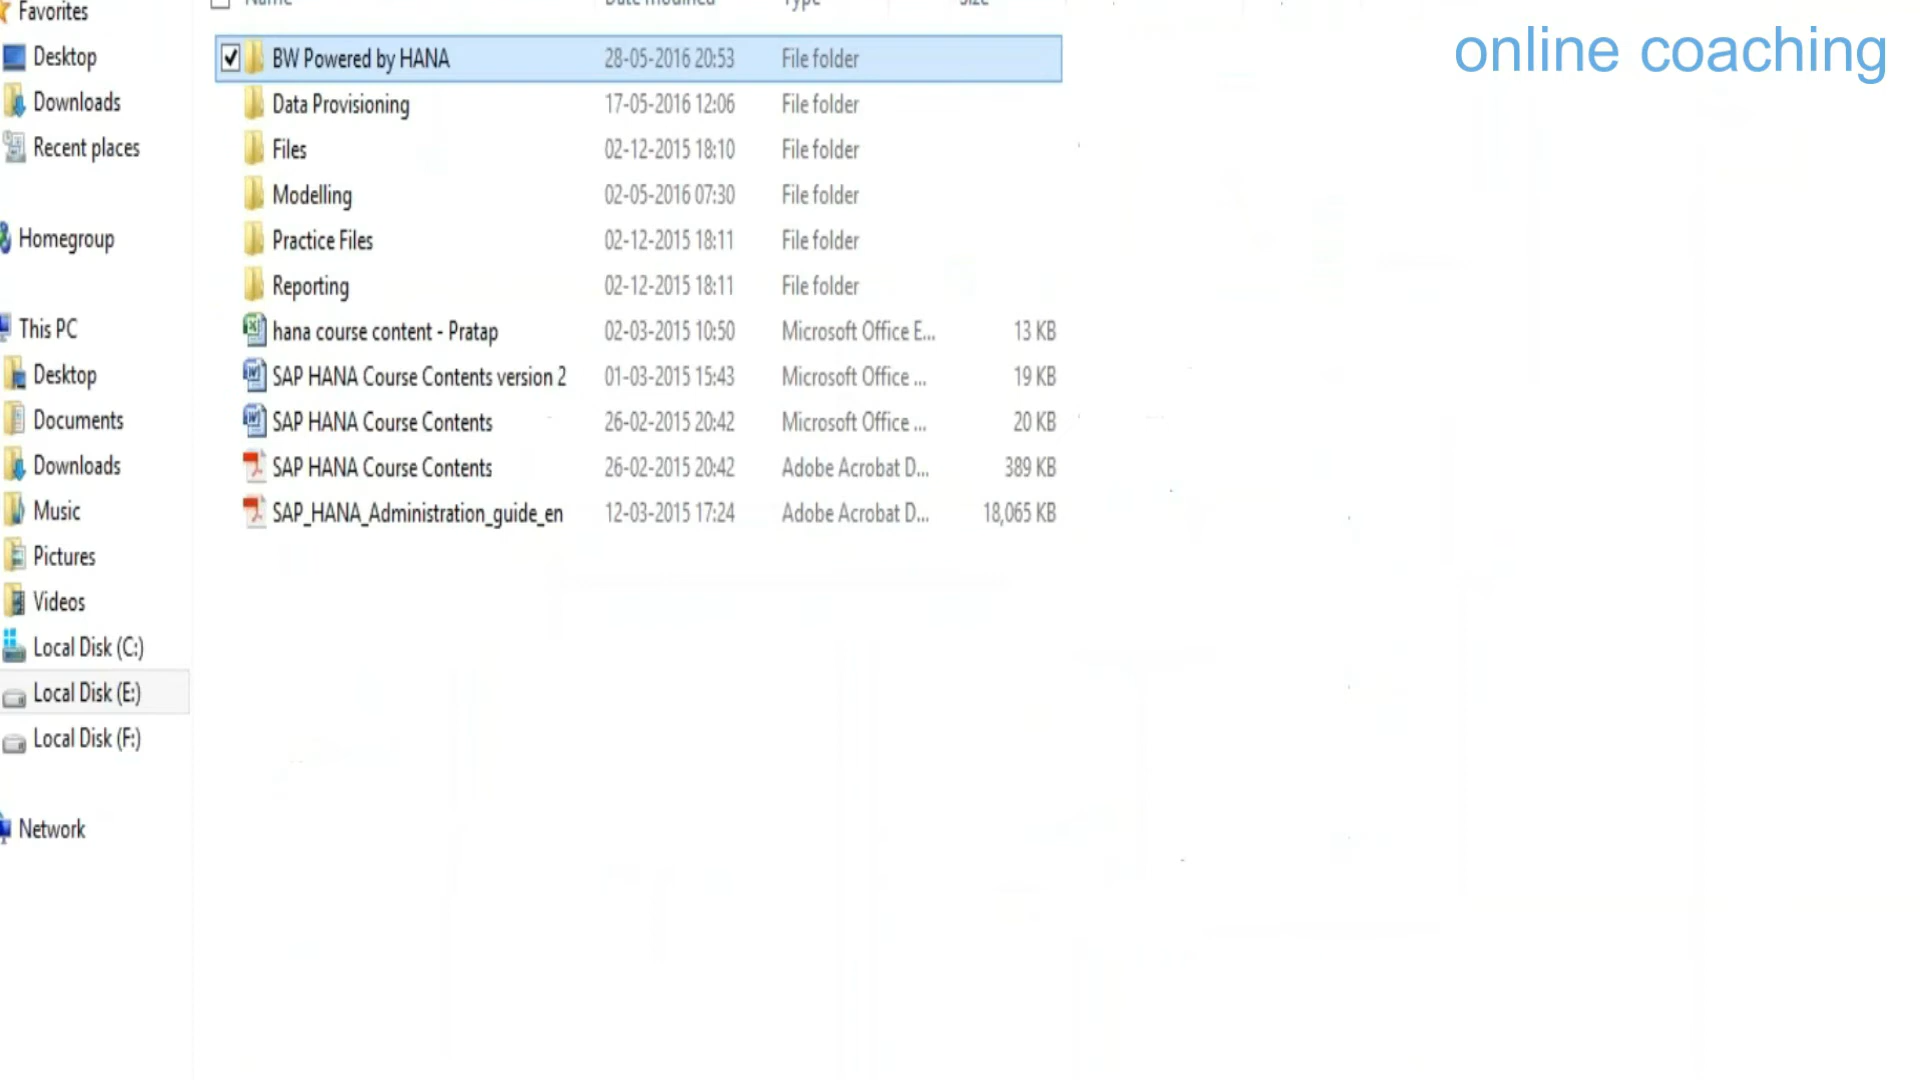 Favorites
Desktop
Downloads
Recent places
Homegroup
This PC
Desktop
Documents
Downloads
Music
Pictures
Videos
Local Disk (C:)
Local Disk (E:)
Local Disk (F:)
Network
Name Date modified Type Size
BW Powered by HANA 28-05-2016 20:53 File folder
Data Provisioning 17-05-2016 12:06 File folder
Files 02-12-2015 18:10 File folder
Modelling 02-05-2016 07:30 File folder
Practice Files 02-12-2015 18:11 File folder
Reporting 02-12-2015 18:11 File folder
hana course content - Pratap 02-03-2015 10:50 Microsoft Office E... 13 KB
SAP HANA Course Contents version 2 01-03-2015 15:43 Microsoft Office ... 19 KB
SAP HANA Course Contents 26-02-2015 20:42 Microsoft Office ... 20 KB
SAP HANA Course Contents 26-02-2015 20:42 Adobe Acrobat D... 389 KB
SAP_HANA_Administration_guide_en 12-03-2015 17:24 Adobe Acrobat D... 18,065 KB
online coaching